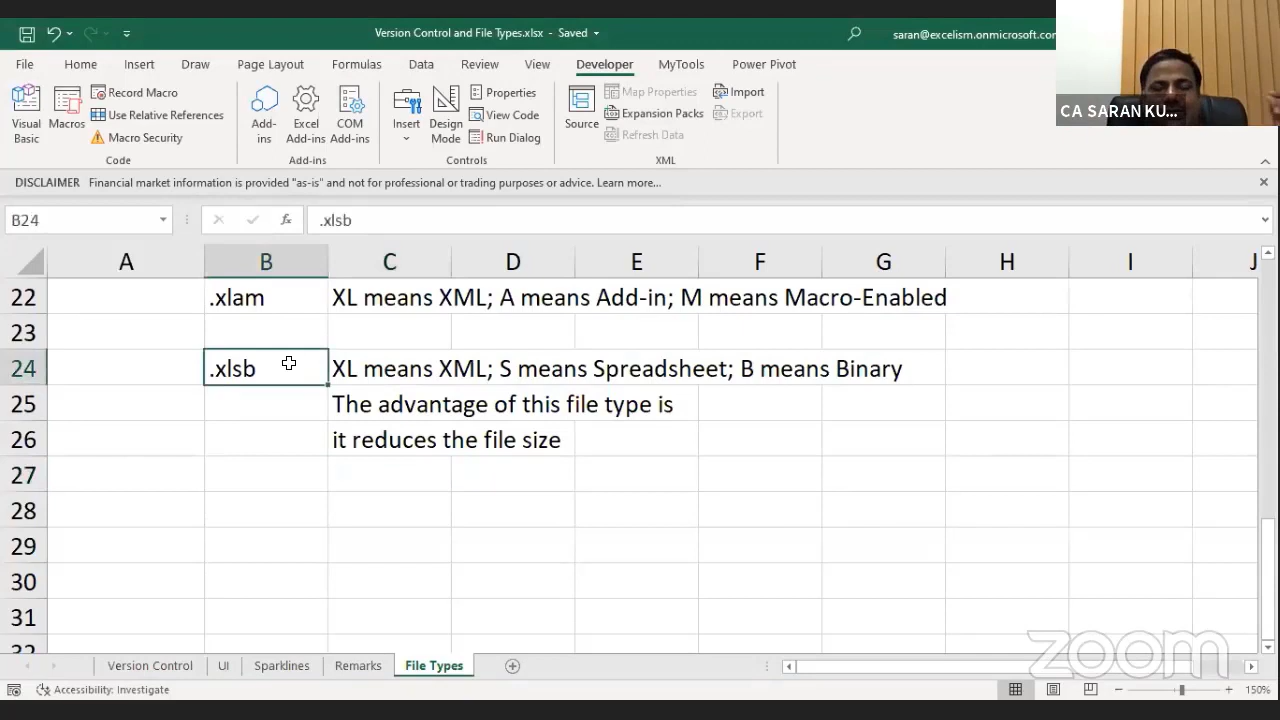 Version Control and File Types.xlsx - Saved
saran@excelism.onmicrosoft.com
CA SARAN KU...
File Home Insert Draw Page Layout Formulas Data Review View Developer MyTools Power Pivot
Visual Basic
Macros
Record Macro
Use Relative References
Macro Security
Code
Add-ins
Excel Add-ins
COM Add-ins
Add-ins
Insert
Design Mode
Properties
View Code
Run Dialog
Controls
Source
Map Properties
Expansion Packs
Refresh Data
Import
Export
XML
DISCLAIMER Financial market information is provided "as-is" and not for professional or trading purposes or advice. Learn more...
B24 fx .xlsb
A B C D E F G H I J
22 .xlam XL means XML; A means Add-in; M means Macro-Enabled
23
24 .xlsb XL means XML; S means Spreadsheet; B means Binary
25 The advantage of this file type is
26 it reduces the file size
27
28
29
30
31
32
Version Control UI Sparklines Remarks File Types
Accessibility: Investigate
150%
zoom